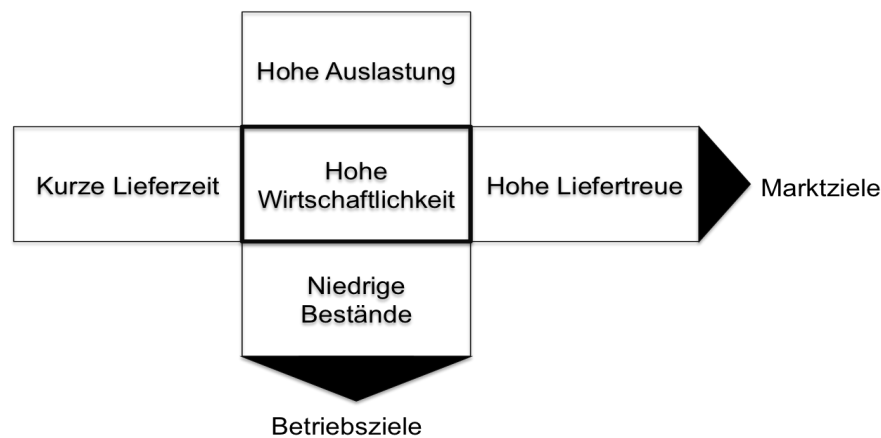 Hohe Auslastung
Kurze Lieferzeit
Hohe
Wirtschaftlichkeit
Hohe Liefertreue
Marktziele
Niedrige
Bestände
Betriebsziele